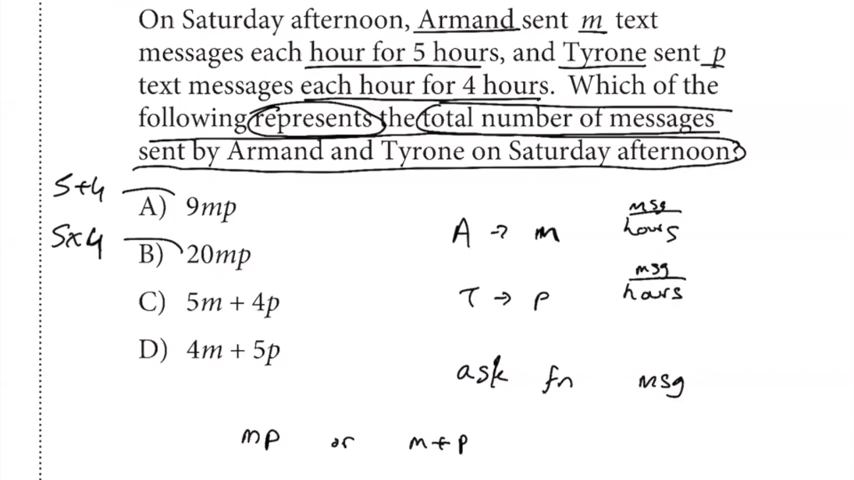 On Saturday afternoon, Armand sent m text
messages each hour for 5 hours, and Tyrone sent p
text messages each hour for 4 hours. Which of the
following represents the total number of messages
sent by Armand and Tyrone on Saturday afternoon?
5+4
A) 9mp
5x4
B) 20mp
C) 5m + 4p
D) 4m + 5p
A → m msg
hours
T → p msg
hours
ask fn msg
mp or m+p